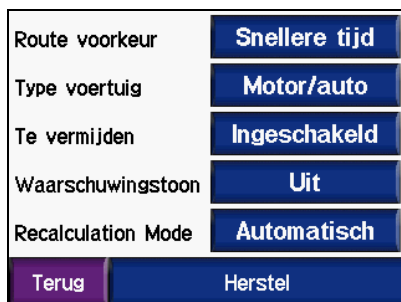 Route voorkeur Snellere tijd
Type voertuig Motor/auto
Te vermijden Ingeschakeld
Waarschuwingstoon Uit
Recalculation Mode Automatisch
Terug Herstel